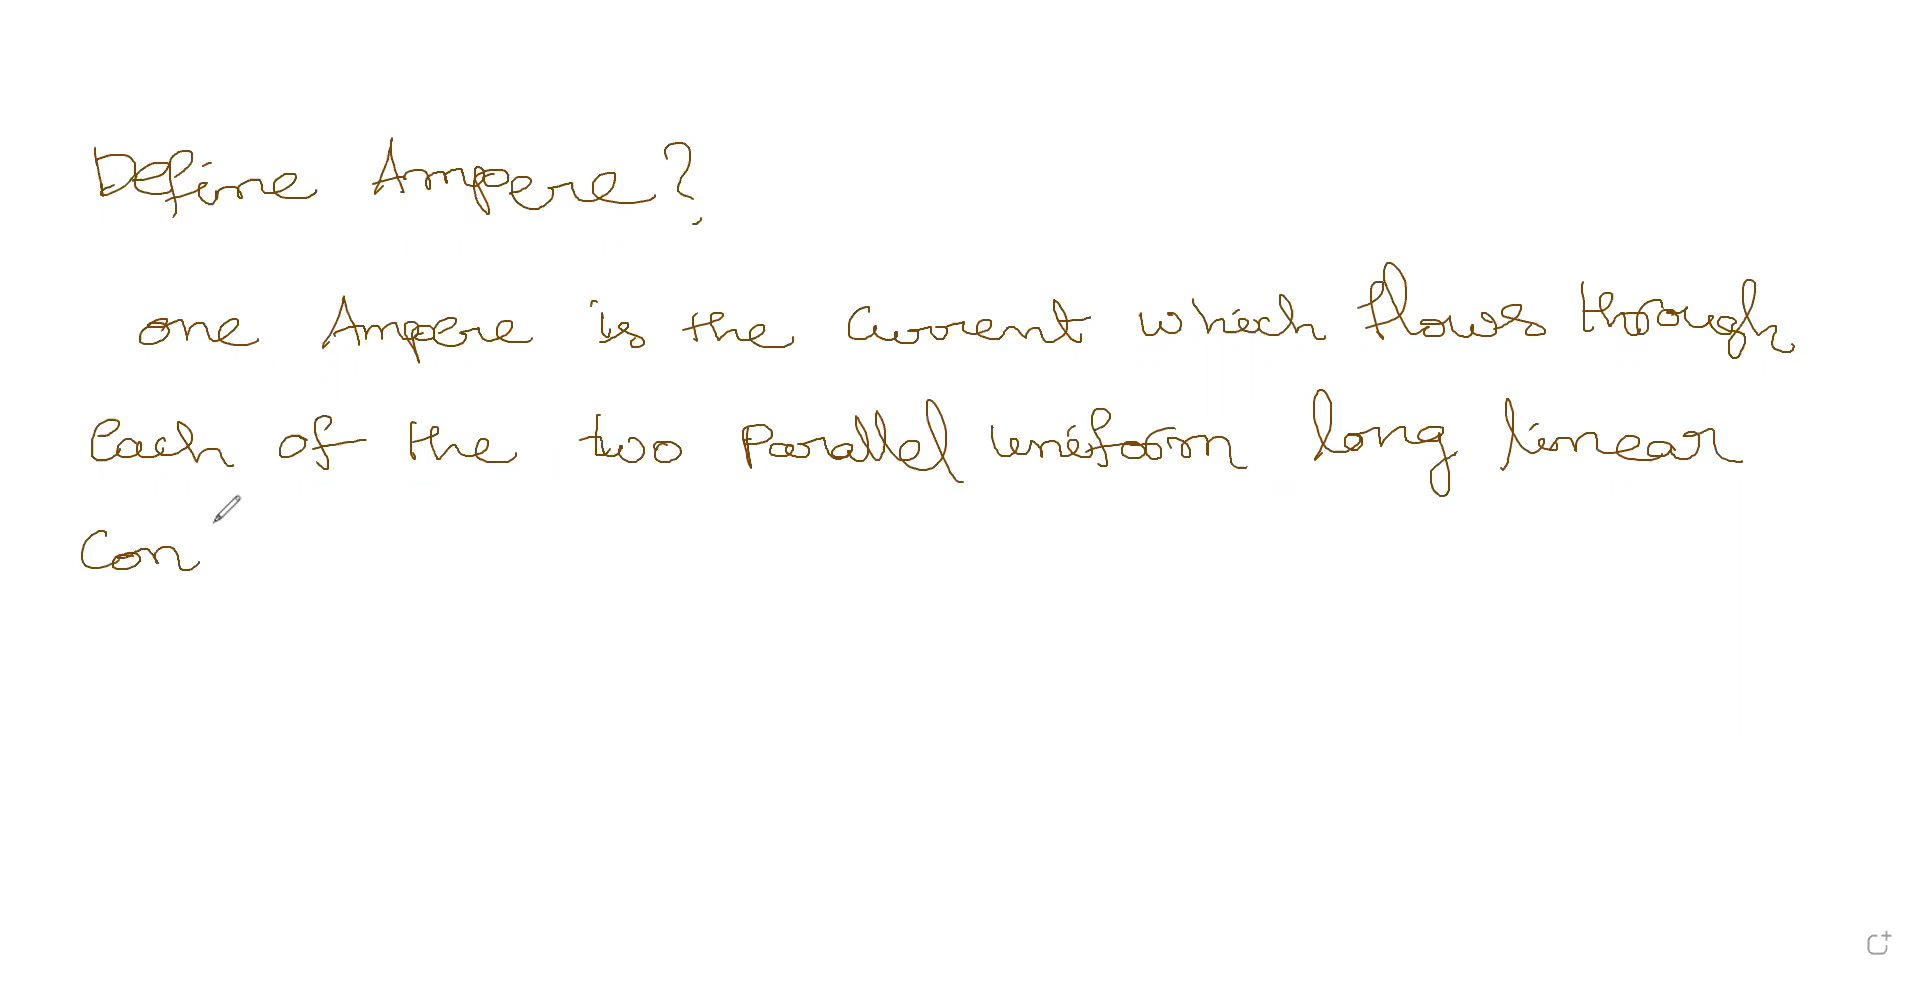 Define Ampere?
one Ampere is the Current which flows through
Each of the two Parallel uniform long linear
Con